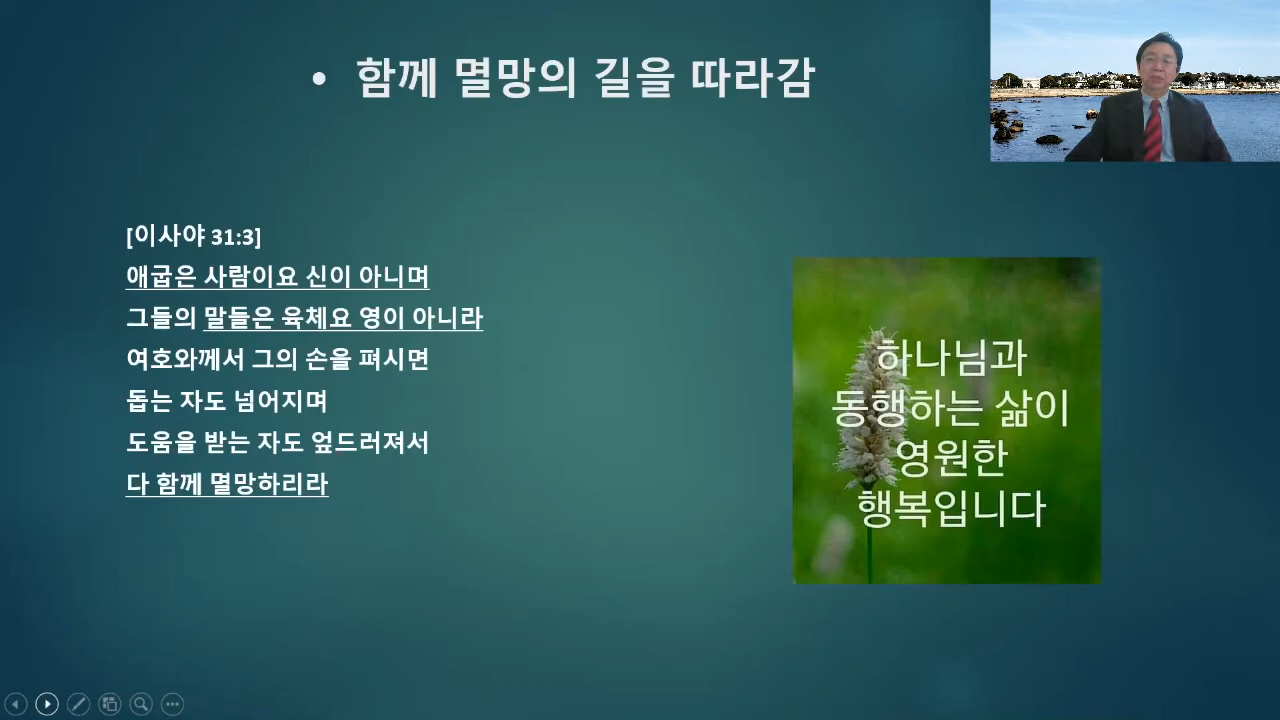 • 함께 멸망의 길을 따라감
[이사야 31:3]
애굽은 사람이요 신이 아니며
그들의 말들은 육체요 영이 아니라
여호와께서 그의 손을 펴시면
돕는 자도 넘어지며
도움을 받는 자도 엎드러져서
다 함께 멸망하리라
하나님과
동행하는 삶이
영원한
행복입니다